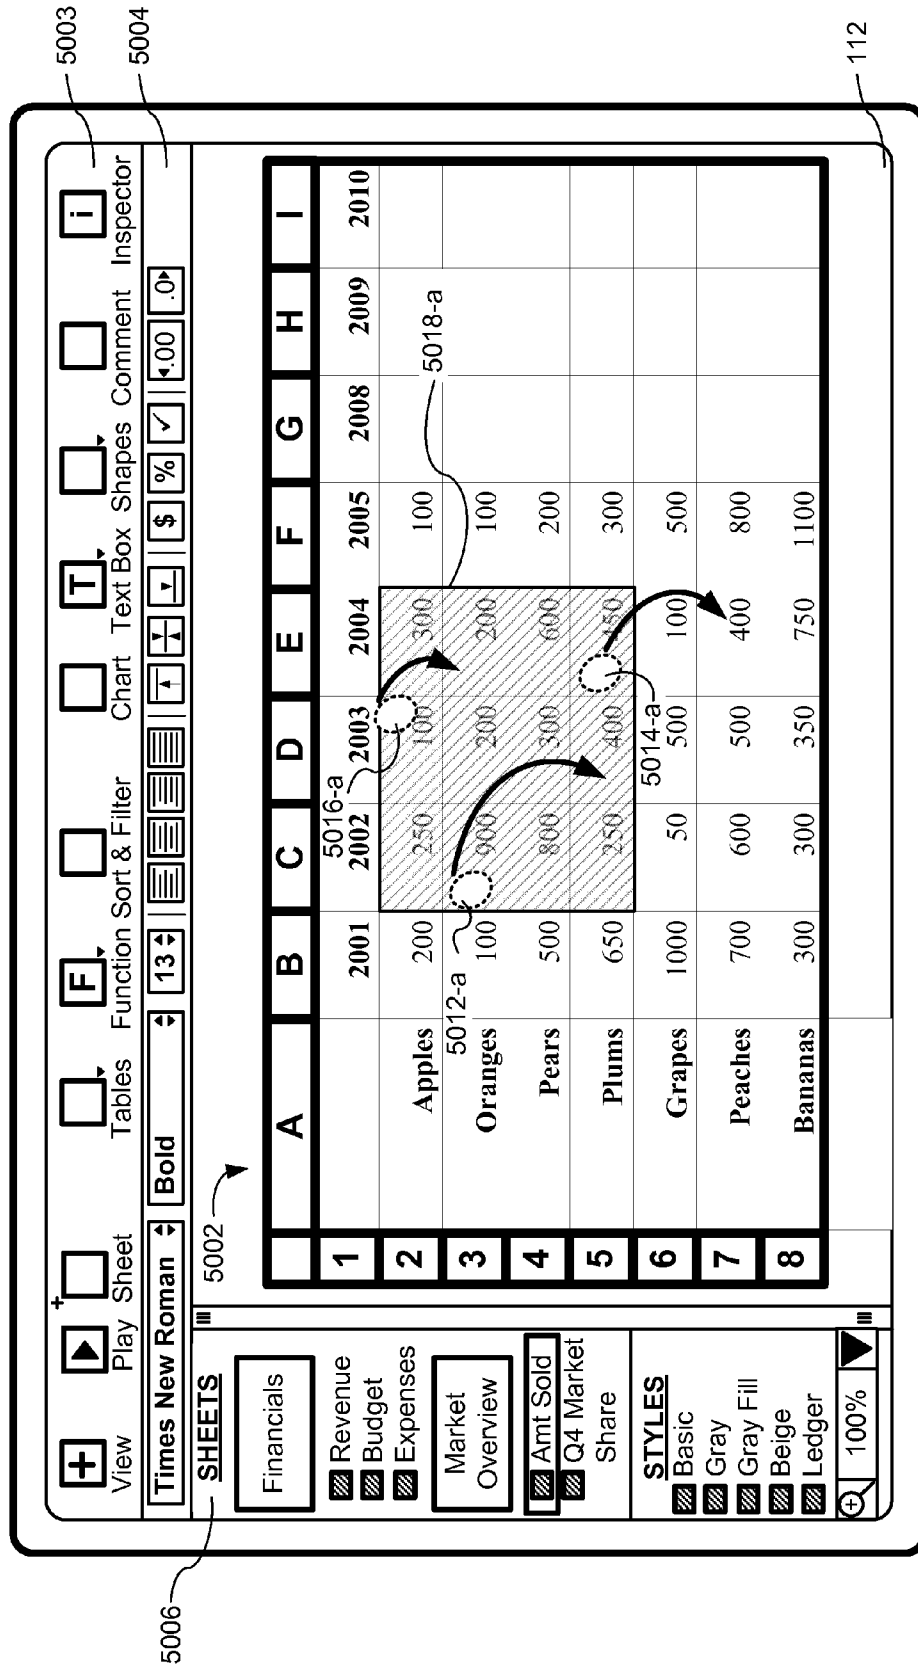 5003
5004
View Play Sheet Tables Function Sort & Filter Chart Text Box Shapes Comment Inspector
+ F T i
Times New Roman Bold 13 $ % ✓ .00 .0
5006
SHEETS
Financials
Revenue
Budget
Expenses
Market
Overview
Amt Sold
Q4 Market
Share
STYLES
Basic
Gray
Gray Fill
Beige
Ledger
100%
5002
A B C D E F G H I
1 2001 2002 2003 2004 2005 2008 2009 2010
2 Apples 200 250 100 300 100
3 Oranges 100 900 200 200 100
4 Pears 500 800 300 600 200
5 Plums 650 250 400 450 300
6 Grapes 1000 50 500 100 500
7 Peaches 700 600 500 400 800
8 Bananas 300 300 350 750 1100
5012-a
5016-a
5014-a
5018-a
112